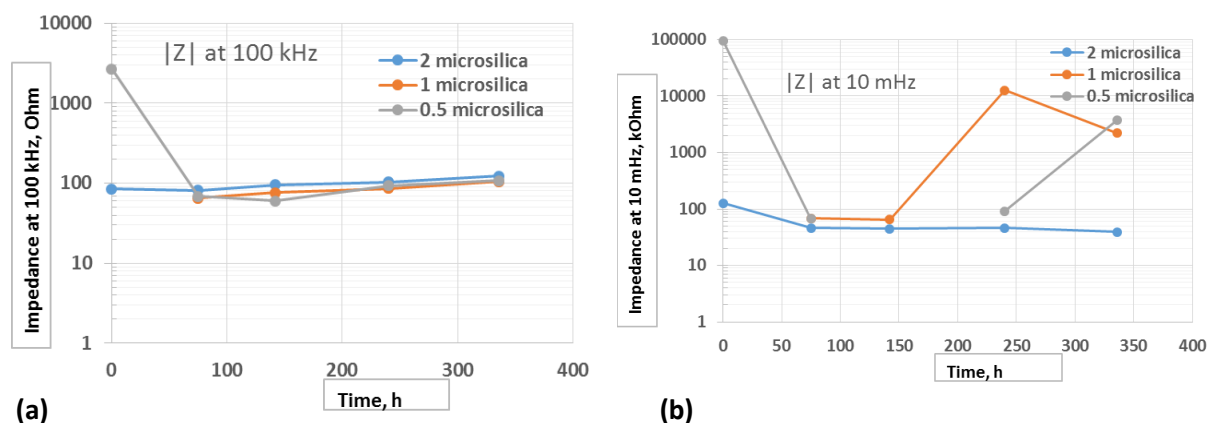 10000
1000
100
10
1
Impedance at 100 kHz, Ohm
|Z| at 100 kHz
2 microsilica
1 microsilica
0.5 microsilica
0 100 200 300 400
Time, h
(a)
100000
10000
1000
100
10
1
Impedance at 10 mHz, kOhm
|Z| at 10 mHz
2 microsilica
1 microsilica
0.5 microsilica
0 50 100 150 200 250 300 350 400
Time, h
(b)